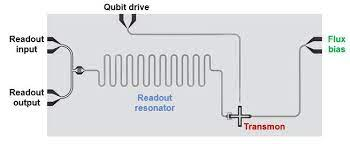 Qubit drive
Readout
input
Flux
bias
Readout
output
Readout
resonator
Transmon